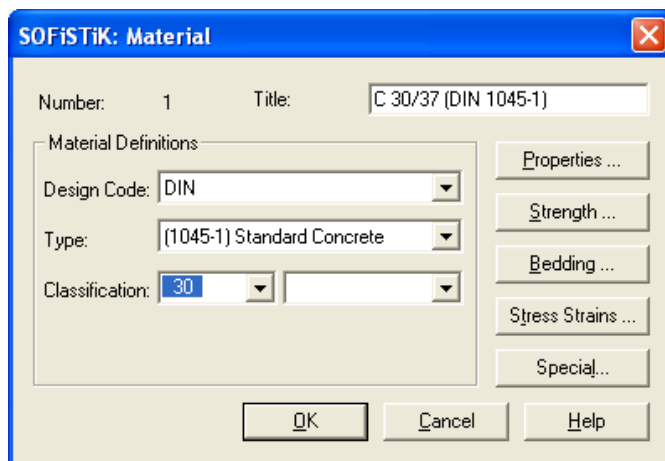 SOFiSTiK: Material
Number: 1 Title: C 30/37 (DIN 1045-1)
Material Definitions
Design Code: DIN
Type: (1045-1) Standard Concrete
Classification: 30
Properties ...
Strength ...
Bedding ...
Stress Strains ...
Special...
OK Cancel Help